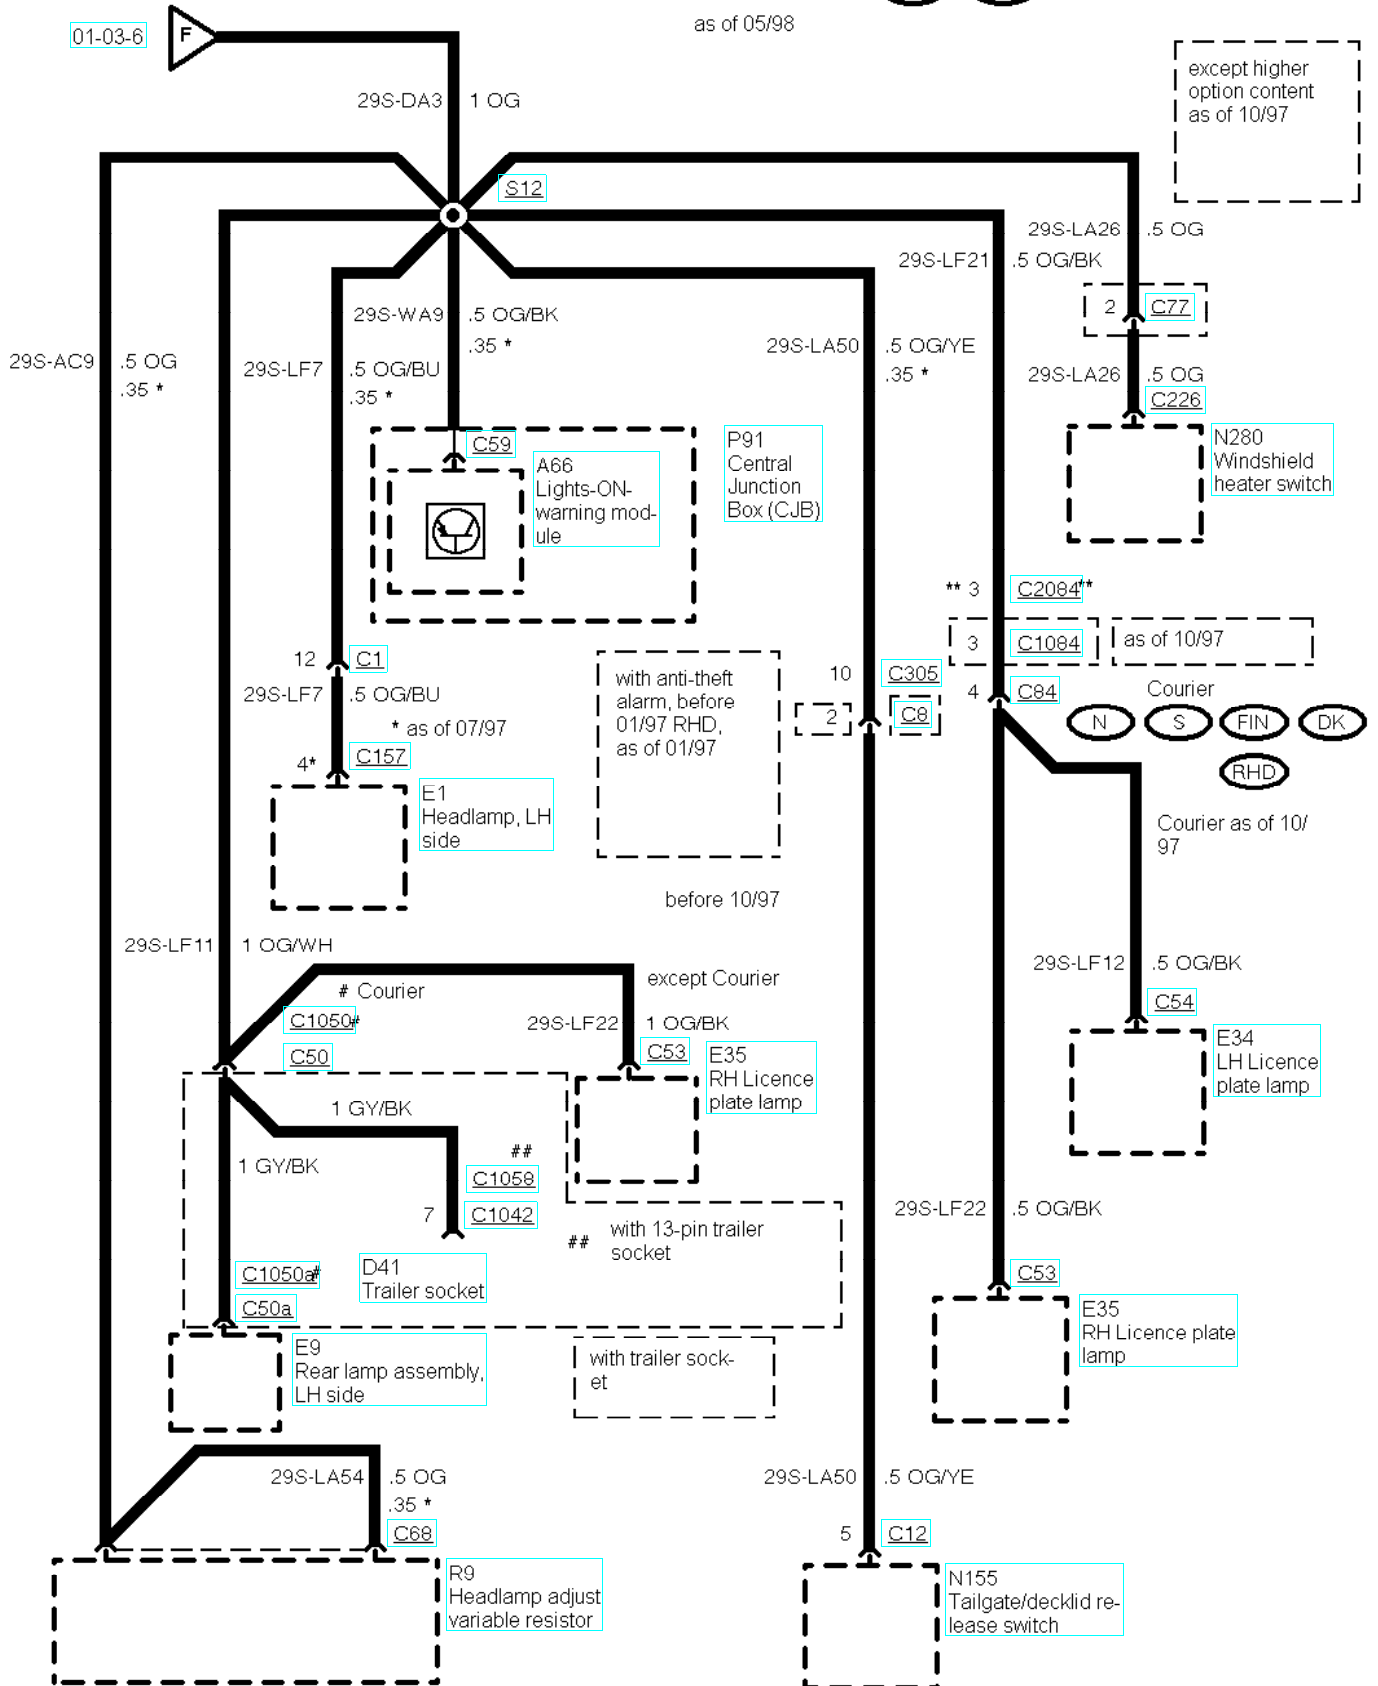 as of 05/98
01-03-6
F
29S-DA3 1 OG
except higher
option content
as of 10/97
S12
29S-LA26 .5 OG
29S-LF21 .5 OG/BK
2 C77
29S-WA9 .5 OG/BK
.35 *
29S-AC9 .5 OG
.35 *
29S-LF7 .5 OG/BU
.35 *
29S-LA50 .5 OG/YE
.35 *
29S-LA26 .5 OG
C226
N280
Windshield
heater switch
C59
A66
Lights-ON-
warning mod-
ule
P91
Central
Junction
Box (CJB)
** 3 C2084**
3 C1084
as of 10/97
4 C84
Courier
N S FIN DK
RHD
Courier as of 10/
97
12 C1
29S-LF7 .5 OG/BU
* as of 07/97
4* C157
E1
Headlamp, LH
side
with anti-theft
alarm, before
01/97 RHD,
as of 01/97
10 C305
2 C8
before 10/97
29S-LF11 1 OG/WH
# Courier
C1050#
C50
except Courier
29S-LF22 1 OG/BK
C53
E35
RH Licence
plate lamp
29S-LF12 .5 OG/BK
C54
E34
LH Licence
plate lamp
1 GY/BK
1 GY/BK
##
C1058
7 C1042
D41
Trailer socket
## with 13-pin trailer
socket
C1050a#
C50a
E9
Rear lamp assembly,
LH side
with trailer sock-
et
29S-LF22 .5 OG/BK
C53
E35
RH Licence plate
lamp
29S-LA54 .5 OG
.35 *
C68
R9
Headlamp adjust
variable resistor
29S-LA50 .5 OG/YE
5 C12
N155
Tailgate/decklid re-
lease switch